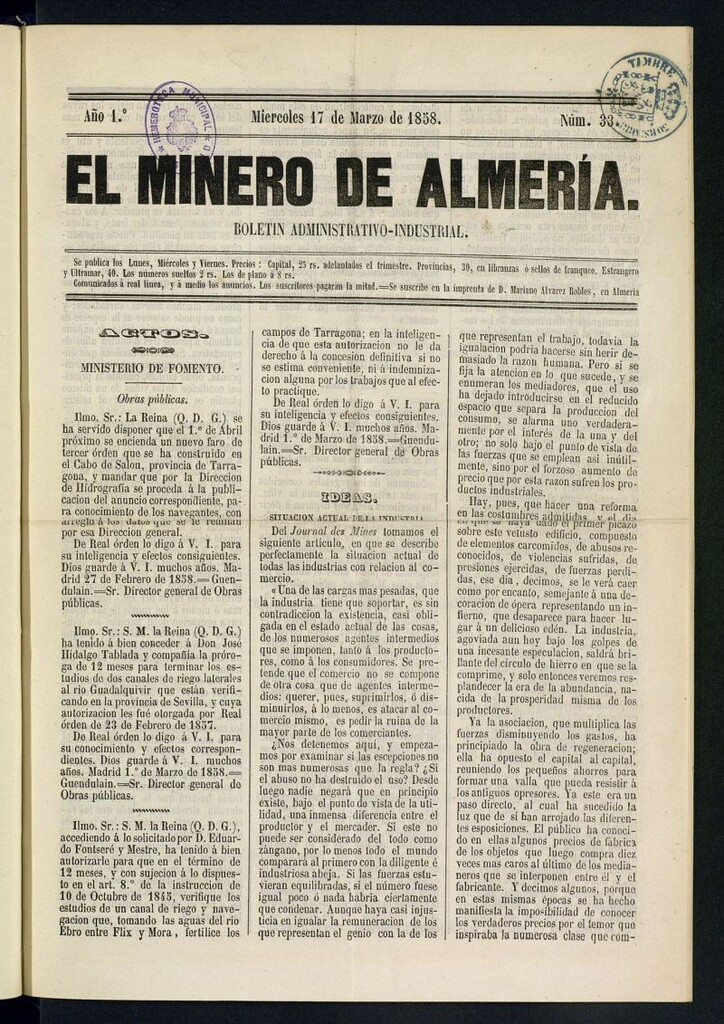 Año 1.º
Miercoles 17 de Marzo de 1858.
Núm. 33.
HEMEROTECA MUNICIPAL
TIMBRE
EL MINERO DE ALMERÍA.
BOLETIN ADMINISTRATIVO-INDUSTRIAL.
Se publica los Lunes, Miércoles y Viernes. Precios: Capital, 25 rs. adelantados el trimestre. Provincias, 30, en libranzas ó sellos de franqueo. Estrangero
y Ultramar, 40. Los números sueltos 2 rs. Los de plano á 8 rs.
Comunicados á real linea, y á medio los anuncios. Los suscritores pagarán la mitad.=Se suscribe en la imprenta de D. Mariano Alvarez Robles, en Almeria
ACTOS.
MINISTERIO DE FOMENTO.
Obras públicas.
Ilmo. Sr.: La Reina (Q. D. G.) se
ha servido disponer que el 1.º de Abril
próximo se encienda un nuevo faro de
tercer órden que se ha construido en
el Cabo de Salou, provincia de Tarra-
gona, y mandar que por la Direccion
de Hidrografía se proceda á la publi-
cacion del anuncio correspondiente, pa-
ra conocimiento de los navegantes, con
arreglo á los datos que se le remitan
por esa Direccion general.
De Real órden lo digo á V. I. para
su inteligencia y efectos consiguientes.
Dios guarde á V. I. muchos años. Ma-
drid 27 de Febrero de 1858.=Guen-
dulain.=Sr. Director general de Obras
públicas.
Ilmo. Sr.: S. M. la Reina (Q. D. G.)
ha tenido á bien conceder á Don José
Hidalgo Tablada y compañía la próro-
ga de 12 meses para terminar los es-
tudios de dos canales de riego laterales
al rio Guadalquivir que están verifi-
cando en la provincia de Sevilla, y cuya
autorizacion les fué otorgada por Real
órden de 23 de Febrero de 1857.
De Real órden lo digo á V. I. para
su conocimiento y efectos correspon-
dientes. Dios guarde á V. I. muchos
años. Madrid 1.º de Marzo de 1858.=
Guendulain.=Sr. Director general de
Obras públicas.
Ilmo. Sr.: S. M. la Reina (Q. D. G.),
accediendo á lo solicitado por D. Eduar-
do Fontseré y Mestre, ha tenido á bien
autorizarle para que en el término de
12 meses, y con sujecion á lo dispues-
to en el art. 8.º de la instruccion de
10 de Octubre de 1845, verifique los
estudios de un canal de riego y nave-
gacion que, tomando las aguas del rio
Ebro entre Flix y Mora, fertilice los
campos de Tarragona; en la inteligen-
cia de que esta autorizacion no le da
derecho á la concesion definitiva si no
se estima conveniente, ni á indemniza-
cion alguna por los trabajos que al efec-
to practique.
De Real órden lo digo á V. I. para
su inteligencia y efectos consiguientes.
Dios guarde á V. I. muchos años. Ma-
drid 1.º de Marzo de 1858.=Guendu-
lain.=Sr. Director general de Obras
públicas.
IDEAS.
SITUACION ACTUAL DE LA INDUSTRIA
Del Journal des Mines tomamos el
siguiente artículo, en que se describe
perfectamente la situacion actual de
todas las industrias con relacion al co-
mercio.
«Una de las cargas mas pesadas, que
la industria tiene que soportar, es sin
contradiccion la existencia, casi obli-
gada en el estado actual de las cosas,
de los numerosos agentes intermedios
que se imponen, tanto á los producto-
res, como á los consumidores. Se pre-
tende que el comercio no se compone
de otra cosa que de agentes interme-
dios: querer, pues, suprimirlos, ó dis-
minuirlos, á lo menos, es atacar al co-
mercio mismo, es pedir la ruina de la
mayor parte de los comerciantes.
¿Nos detenemos aquí, y empeza-
mos por examinar si las escepciones no
son mas numerosas que la regla? ¿Si
el abuso no ha destruido el uso? Desde
luego nadie negará que en principio
existe, bajo el punto de vista de la uti-
lidad, una inmensa diferencia entre el
productor y el mercader. Si este no
puede ser considerado del todo como
zángano, por lo menos todo el mundo
comparará al primero con la diligente é
industriosa abeja. Si las fuerzas estu-
vieran equilibradas, si el número fuese
igual poco ó nada habria ciertamente
que condenar. Aunque haya casi injus-
ticia en igualar la remuneracion de los
que representan el genio con la de los
que representan el trabajo, todavia la
igualacion podria hacerse sin herir de-
masiado la razon humana. Pero si se
fija la atencion en lo que sucede, y se
enumeran los mediadores, que el uso
ha dejado introducirse en el reducido
espacio que separa la produccion del
consumo, se alarma uno verdadera-
mente por el interés de la una y del
otro; no solo bajo el punto de vista de
las fuerzas que se emplean asi inútil-
mente, sino por el forzoso aumento de
precio que por esta razon sufren los pro-
ductos industriales.
Hay, pues, que hacer una reforma
en las costumbres admitidas, y el dia
en que se haya dado el primer picazo
sobre este vetusto edificio, compuesto
de elementos carcomidos, de abusos re-
conocidos, de violencias sufridas, de
presiones ejercidas, de fuerzas perdi-
das, ese dia, decimos, se le verá caer
como por encanto, semejante á una de-
coracion de ópera representando un in-
fierno, que desaparece para hacer lu-
gar á un delicioso edén. La industria,
agoviada aun hoy bajo los golpes de
una incesante especulacion, saldrá bri-
llante del círculo de hierro en que se la
comprime, y solo entonces veremos res-
plandecer la era de la abundancia, na-
cida de la prosperidad misma de los
productores.
Ya la asociacion, que multiplica las
fuerzas disminuyendo los gastos, ha
principiado la obra de regeneracion;
ella ha opuesto el capital al capital,
reuniendo los pequeños ahorros para
formar una valla que pueda resistir á
los antiguos opresores. Ya este era un
paso directo, al cual ha sucedido la
luz que de sí han arrojado las diferen-
tes esposiciones. El público ha conoci-
do en ellas algunos precios de fábrica
de los objetos que luego compra diez
veces mas caros al último de los media-
neros que se interponen entre él y el
fabricante. Y decimos algunos, porque
en estas mismas épocas se ha hecho
manifiesta la imposibilidad de conocer
los verdaderos precios por el temor que
inspiraba la numerosa clase que com-